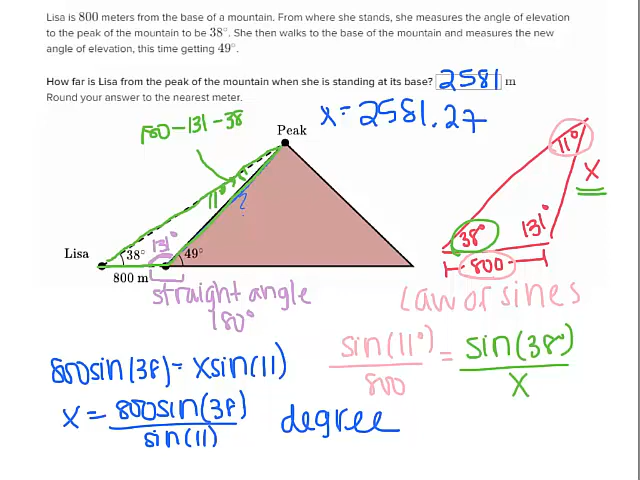 Lisa is 800 meters from the base of a mountain. From where she stands, she measures the angle of elevation
to the peak of the mountain to be 38°. She then walks to the base of the mountain and measures the new
angle of elevation, this time getting 49°.
How far is Lisa from the peak of the mountain when she is standing at its base? 2581 m
Round your answer to the nearest meter.
x = 2581.27
180-131-38
Peak
11°
?
Lisa
38°
131°
49°
800 m
straight angle
180°
11°
x
38°
131°
800
Law of sines
sin(11°)/800 = sin(38°)/x
800sin(38) = xsin(11)
x = 800sin(38)/sin(11)
degree